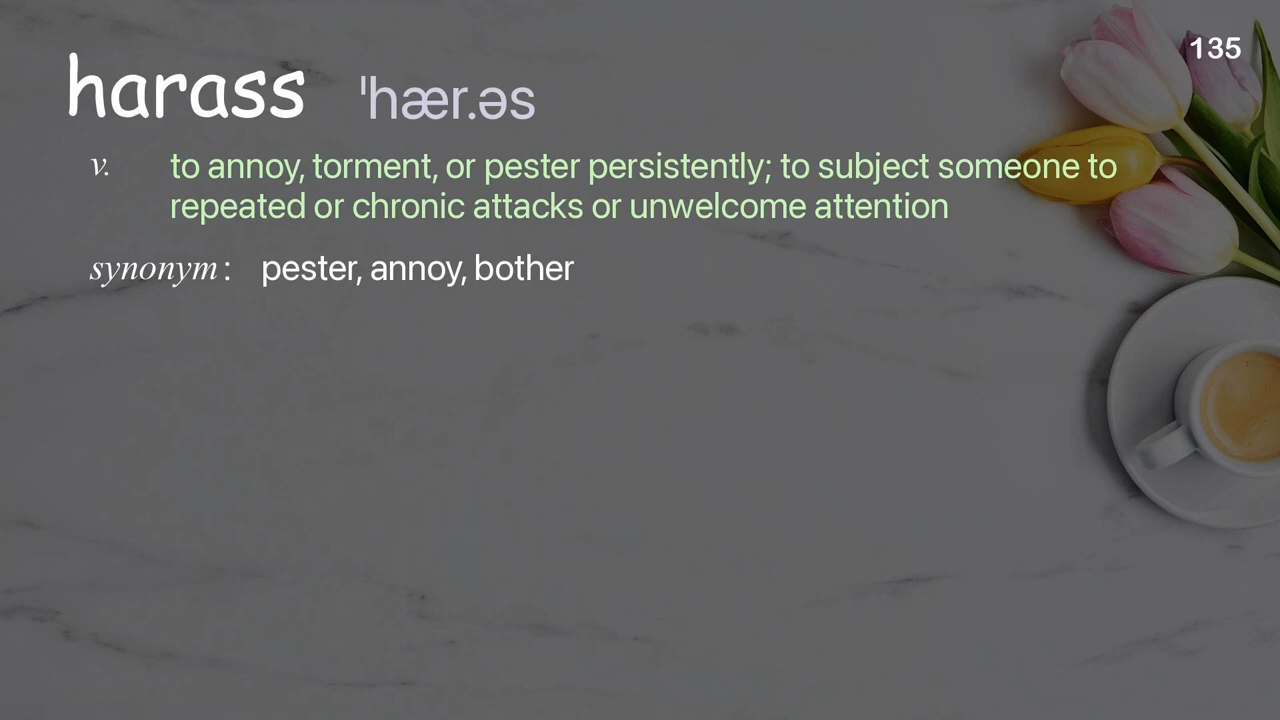 135
harass ˈhær.əs
v. to annoy, torment, or pester persistently; to subject someone to
repeated or chronic attacks or unwelcome attention
synonym: pester, annoy, bother